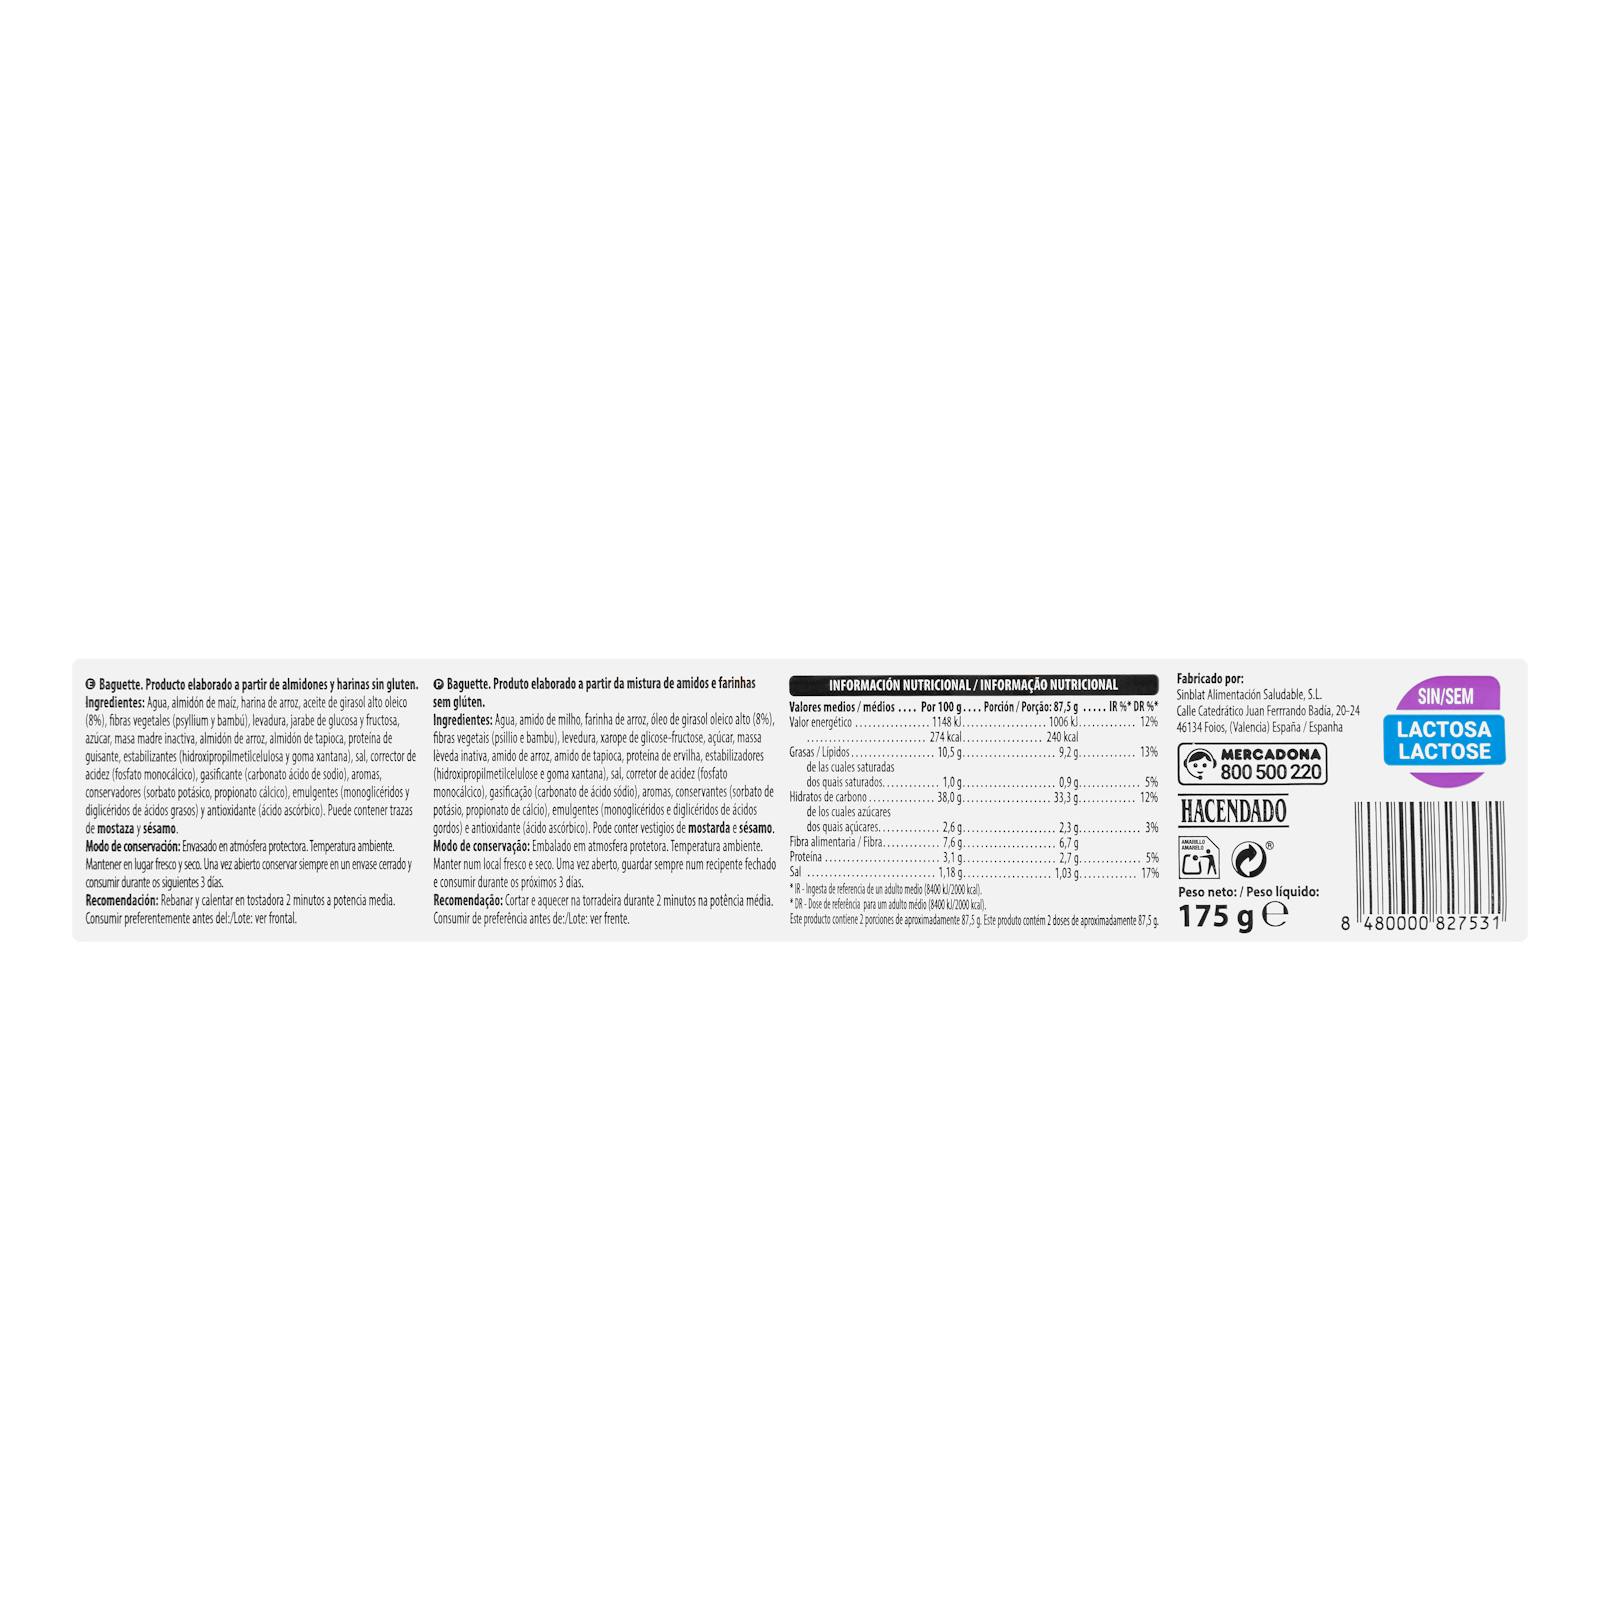 E Baguette. Producto elaborado a partir de almidones y harinas sin gluten.
Ingredientes: Agua, almidón de maíz, harina de arroz, aceite de girasol alto oléico
(8%), fibras vegetales (psyllium y bambú), levadura, jarabe de glucosa y fructosa,
azúcar, masa madre inactiva, almidón de arroz, almidón de tapioca, proteína de
guisante, estabilizantes (hidroxipropilmetilcelulosa y goma xantana), sal, corrector de
acidez (fosfato monocálcico), gasificante (carbonato ácido de sodio), aromas,
conservadores (sorbato potásico, propionato cálcico), emulgentes (monoglicéridos y
diglicéridos de ácidos grasos) y antioxidante (ácido ascórbico). Puede contener trazas
de mostaza y sésamo.
Modo de conservación: Envasado en atmósfera protectora. Temperatura ambiente.
Mantener en lugar fresco y seco. Una vez abierto conservar siempre en un envase cerrado y
consumir durante os siguientes 3 días.
Recomendación: Rebanar y calentar en tostadora 2 minutos a potencia media.
Consumir preferentemente antes del:/Lote: ver frontal.
P Baguette. Produto elaborado a partir da mistura de amidos e farinhas
sem glúten.
Ingredientes: Agua, amido de milho, farinha de arroz, óleo de girasol oleico alto (8%),
fibras vegetais (psillio e bambu), levedura, xarope de glicose-fructose, açúcar, massa
lèveda inativa, amido de arroz, amido de tapioca, proteína de ervilha, estabilizadores
(hidroxipropilmetilcelulose e goma xantana), sal, corretor de acidez (fosfato
monocálcico), gasificação (carbonato de ácido sódio), aromas, conservantes (sorbato de
potásio, propionato de cálcio), emulgentes (monoglicéridos e diglicéridos de ácidos
gordos) e antioxidante (ácido ascórbico). Pode conter vestigios de mostarda e sésamo.
Modo de conservação: Embalado em atmosfera protetora. Temperatura ambiente.
Manter num local fresco e seco. Uma vez aberto, guardar sempre num recipente fechado
e consumir durante os próximos 3 días.
Recomendação: Cortar e aquecer na torradeira durante 2 minutos na potência média.
Consumir de preferência antes de:/Lote: ver frente.
INFORMACIÓN NUTRICIONAL / INFORMAÇÃO NUTRICIONAL
Valores medios / médios .... Por 100 g .... Porción / Porção: 87,5 g ..... IR %* DR %*
Valor energético ........ 1148 kJ ........ 1006 kJ ........ 12%
........ 274 kcal ........ 240 kcal
Grasas / Lípidos ........ 10,5 g ........ 9,2 g ........ 13%
de las cuales saturadas
dos quais saturados ........ 1,0 g ........ 0,9 g ........ 5%
Hidratos de carbono ........ 38,0 g ........ 33,3 g ........ 12%
de los cuales azúcares
dos quais açúcares ........ 2,6 g ........ 2,3 g ........ 3%
Fibra alimentaria / Fibra ........ 7,6 g ........ 6,7 g
Proteína ........ 3,1 g ........ 2,7 g ........ 5%
Sal ........ 1,18 g ........ 1,03 g ........ 17%
* IR - Ingesta de referencia de un adulto medio (8400 kJ/2000 kcal).
* DR - Dose de referência para um adulto médio (8400 kJ/2000 kcal).
Este producto contiene 2 porciones de aproximadamente 87,5 g. Este produto contém 2 doses de aproximadamente 87,5 g.
Fabricado por:
Sinblat Alimentación Saludable, S.L.
Calle Catedrático Juan Ferrrando Badía, 20-24
46134 Foios, (Valencia) España / Espanha
MERCADONA
800 500 220
HACENDADO
AMARILLO
AMARELO
®
Peso neto: / Peso líquido:
175 g e
SIN/SEM
LACTOSA
LACTOSE
8 480000 827531